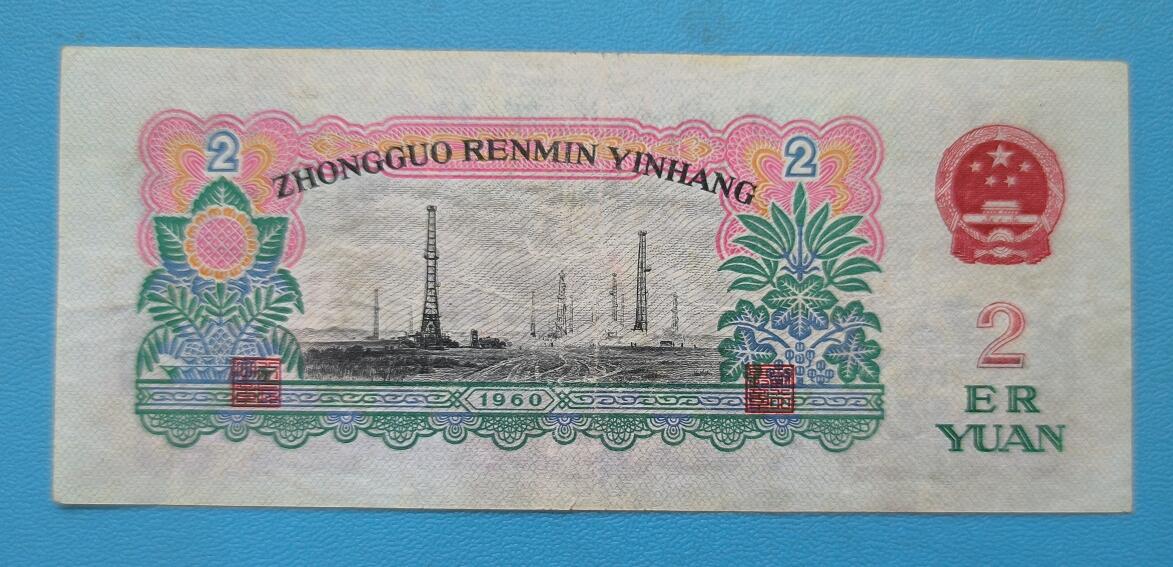 2
2
ZHONGGUO RENMIN YINHANG
2
ER
YUAN
1960